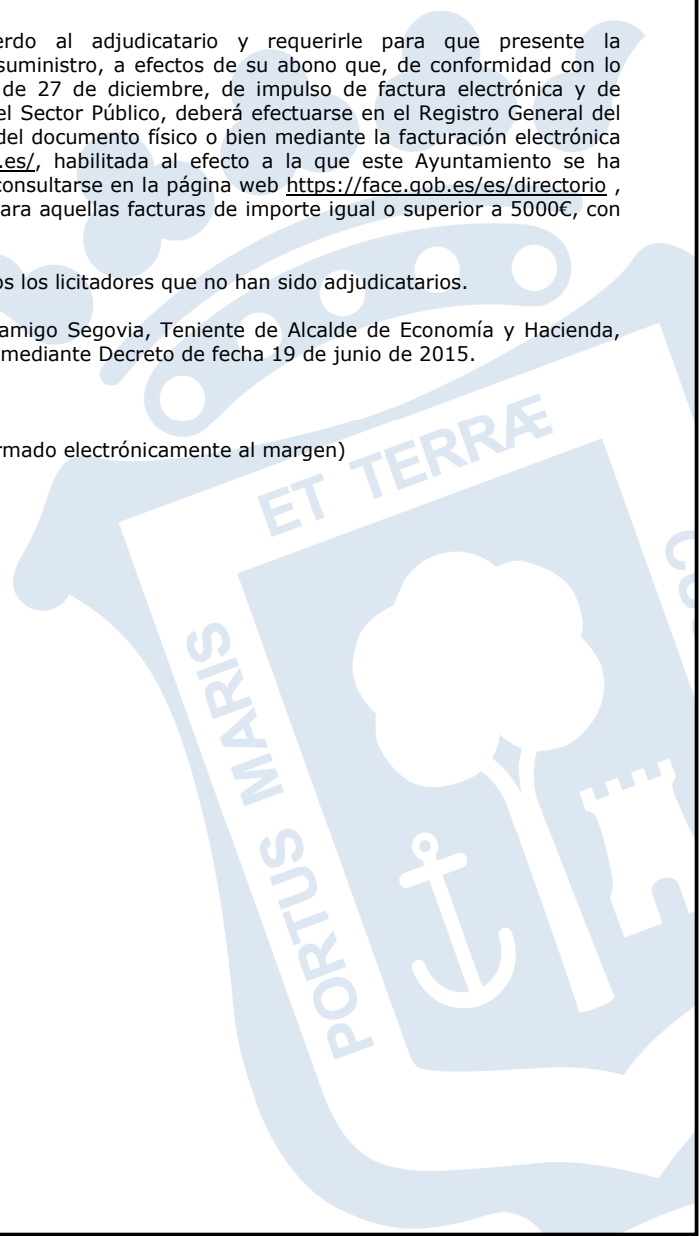 erdo al adjudicatario y requerirle para que presente la
suministro, a efectos de su abono que, de conformidad con lo
de 27 de diciembre, de impulso de factura electrónica y de
el Sector Público, deberá efectuarse en el Registro General del
del documento físico o bien mediante la facturación electrónica
.es/, habilitada al efecto a la que este Ayuntamiento se ha
consultarse en la página web https://face.gob.es/es/directorio ,
ara aquellas facturas de importe igual o superior a 5000€, con
os los licitadores que no han sido adjudicatarios.
amigo Segovia, Teniente de Alcalde de Economía y Hacienda,
mediante Decreto de fecha 19 de junio de 2015.
rmado electrónicamente al margen)
PORTUS MARIS
ET TERRÆ